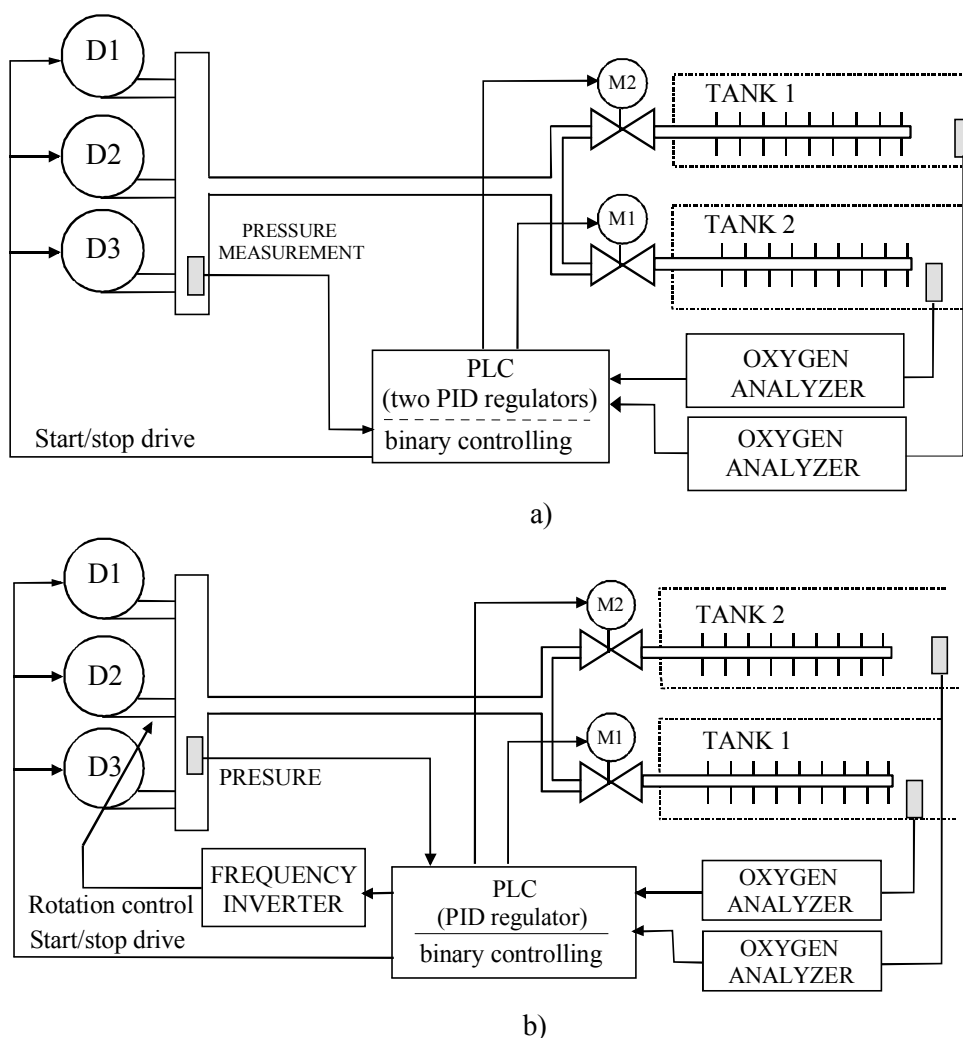 D1
M2
TANK 1
D2
M1
TANK 2
D3
PRESSURE
MEASUREMENT
PLC
(two PID regulators)
binary controlling
OXYGEN
ANALYZER
OXYGEN
ANALYZER
Start/stop drive
a)
D1
M2
TANK 2
D2
M1
TANK 1
D3
PRESURE
FREQUENCY
INVERTER
PLC
(PID regulator)
binary controlling
OXYGEN
ANALYZER
OXYGEN
ANALYZER
Rotation control
Start/stop drive
b)